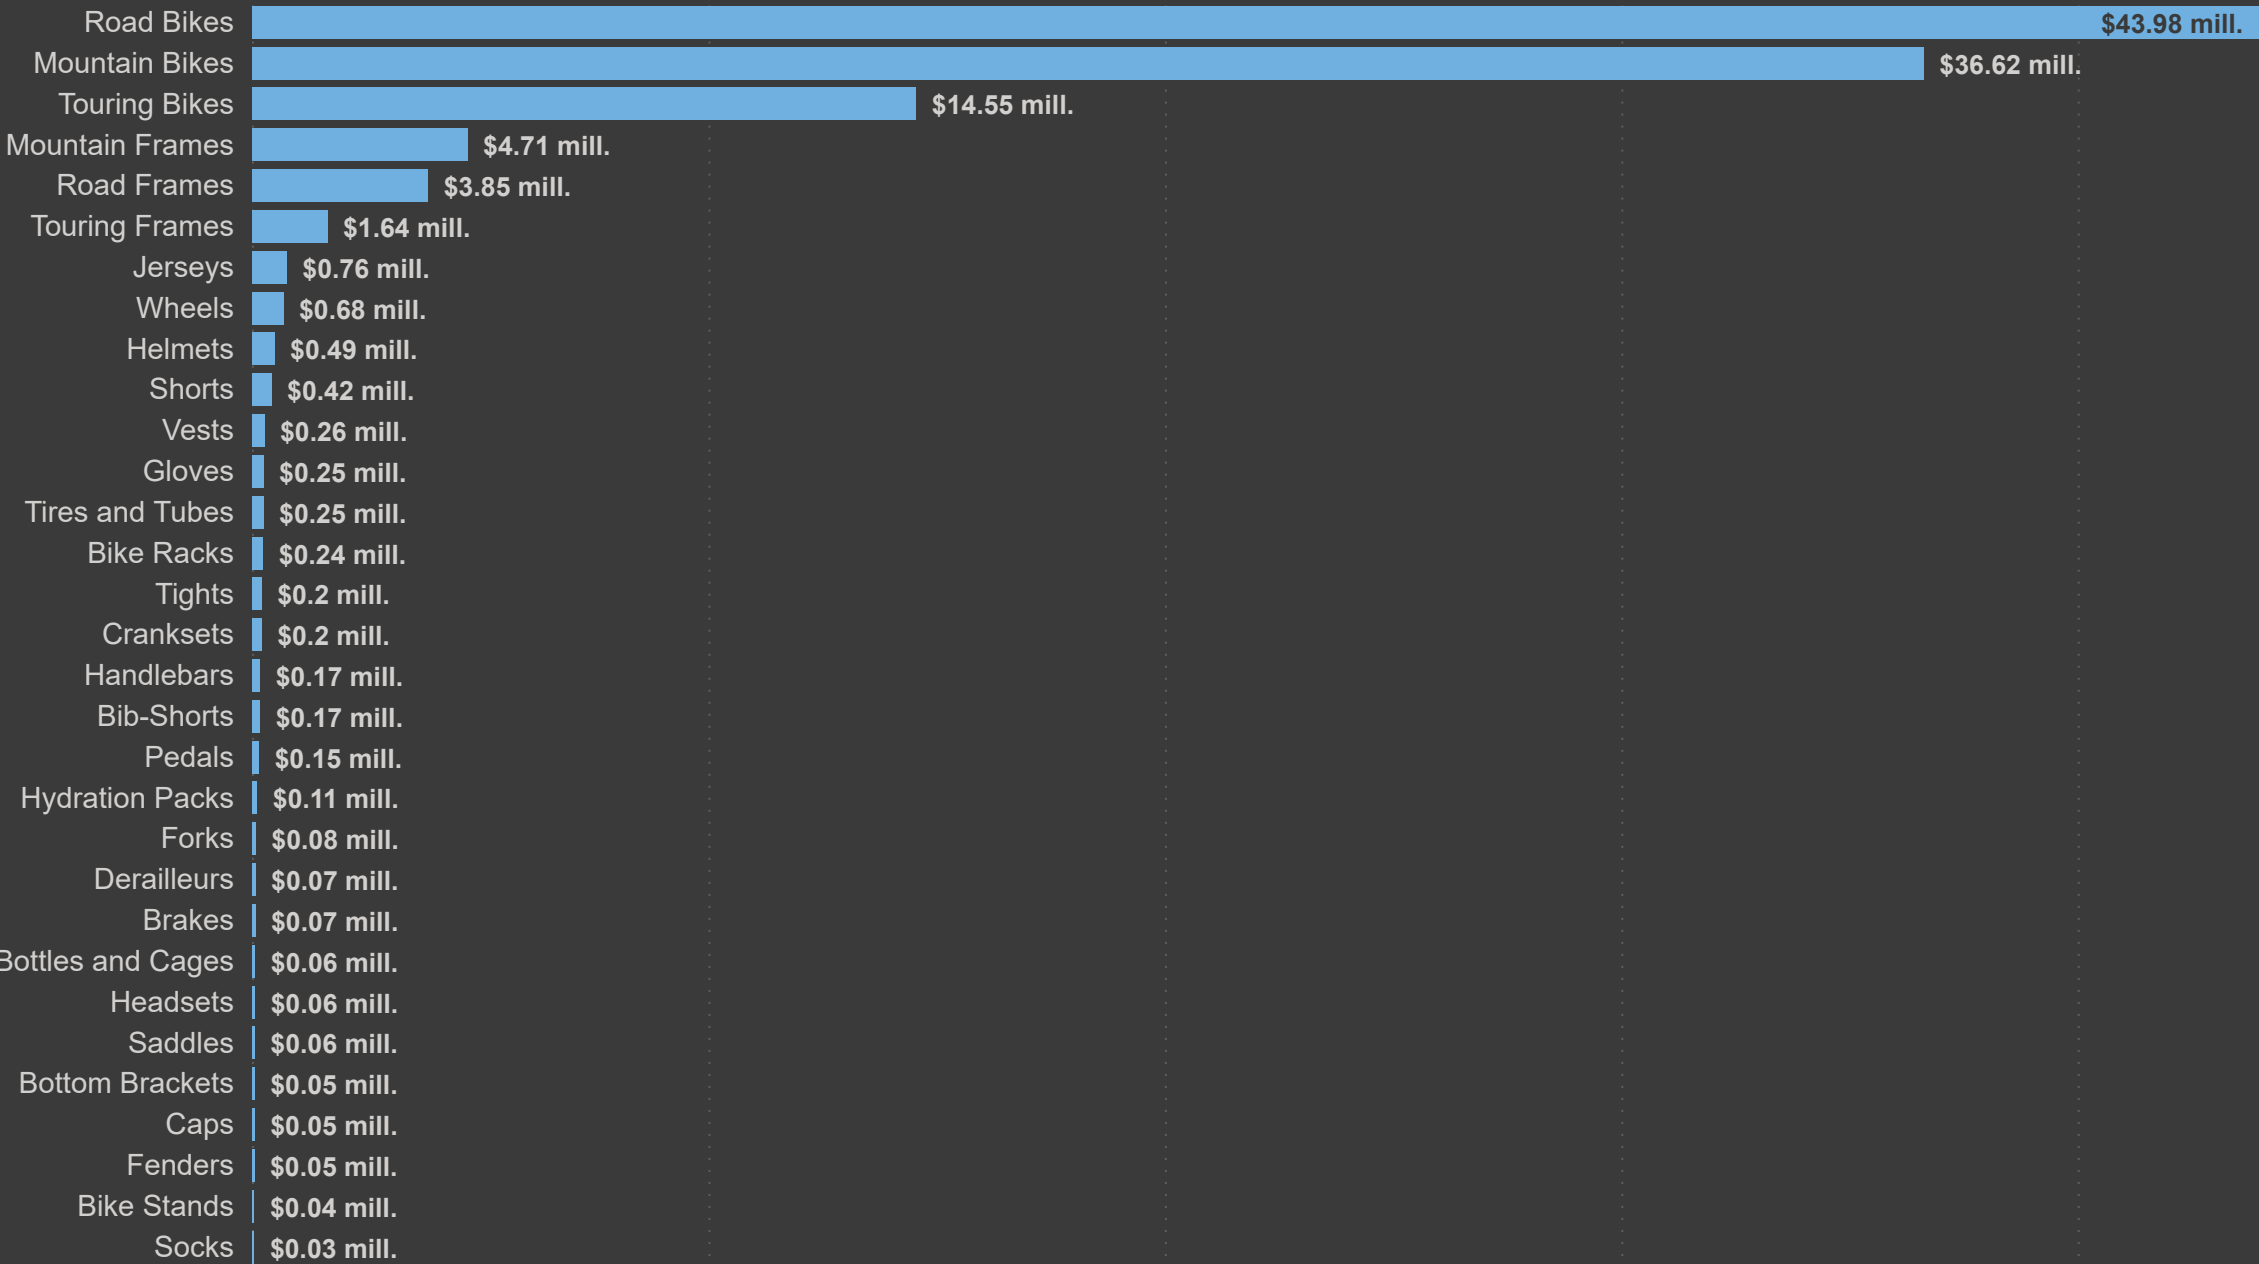 Road Bikes $43.98 mill.
Mountain Bikes $36.62 mill.
Touring Bikes $14.55 mill.
Mountain Frames $4.71 mill.
Road Frames $3.85 mill.
Touring Frames $1.64 mill.
Jerseys $0.76 mill.
Wheels $0.68 mill.
Helmets $0.49 mill.
Shorts $0.42 mill.
Vests $0.26 mill.
Gloves $0.25 mill.
Tires and Tubes $0.25 mill.
Bike Racks $0.24 mill.
Tights $0.2 mill.
Cranksets $0.2 mill.
Handlebars $0.17 mill.
Bib-Shorts $0.17 mill.
Pedals $0.15 mill.
Hydration Packs $0.11 mill.
Forks $0.08 mill.
Derailleurs $0.07 mill.
Brakes $0.07 mill.
Bottles and Cages $0.06 mill.
Headsets $0.06 mill.
Saddles $0.06 mill.
Bottom Brackets $0.05 mill.
Caps $0.05 mill.
Fenders $0.05 mill.
Bike Stands $0.04 mill.
Socks $0.03 mill.